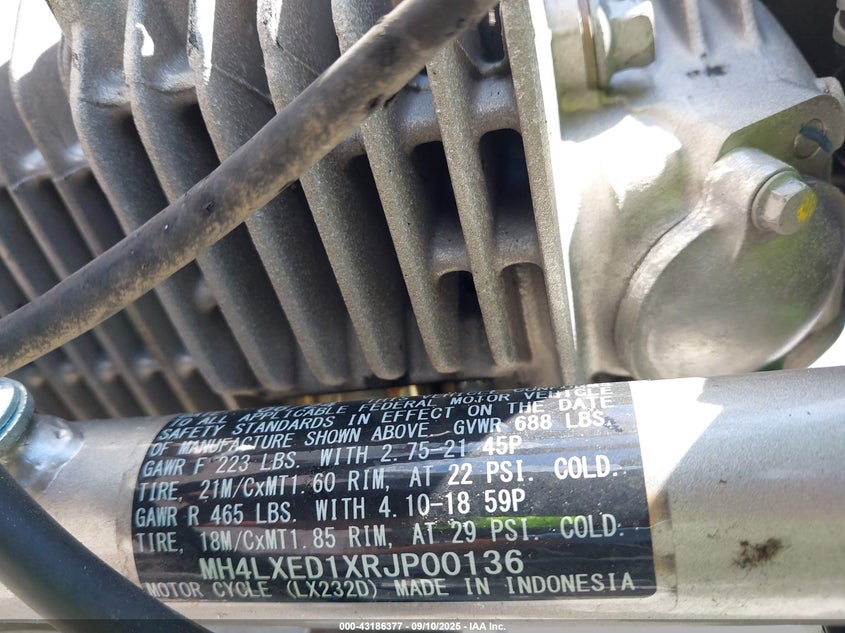 TO ALL APPLICABLE FEDERAL MOTOR VEHICLE
SAFETY STANDARDS IN EFFECT ON THE DATE
OF MANUFACTURE SHOWN ABOVE. GVWR 688 LBS.
GAWR F 223 LBS. WITH 2.75-21 45P
TIRE, 21M/CxMT1.60 RIM, AT 22 PSI. COLD.
GAWR R 465 LBS. WITH 4.10-18 59P
TIRE, 18M/CxMT1.85 RIM, AT 29 PSI. COLD.
MH4LXED1XRJP00136
MOTOR CYCLE (LX232D) MADE IN INDONESIA
000-43186377 - 09/10/2025 - IAA Inc.